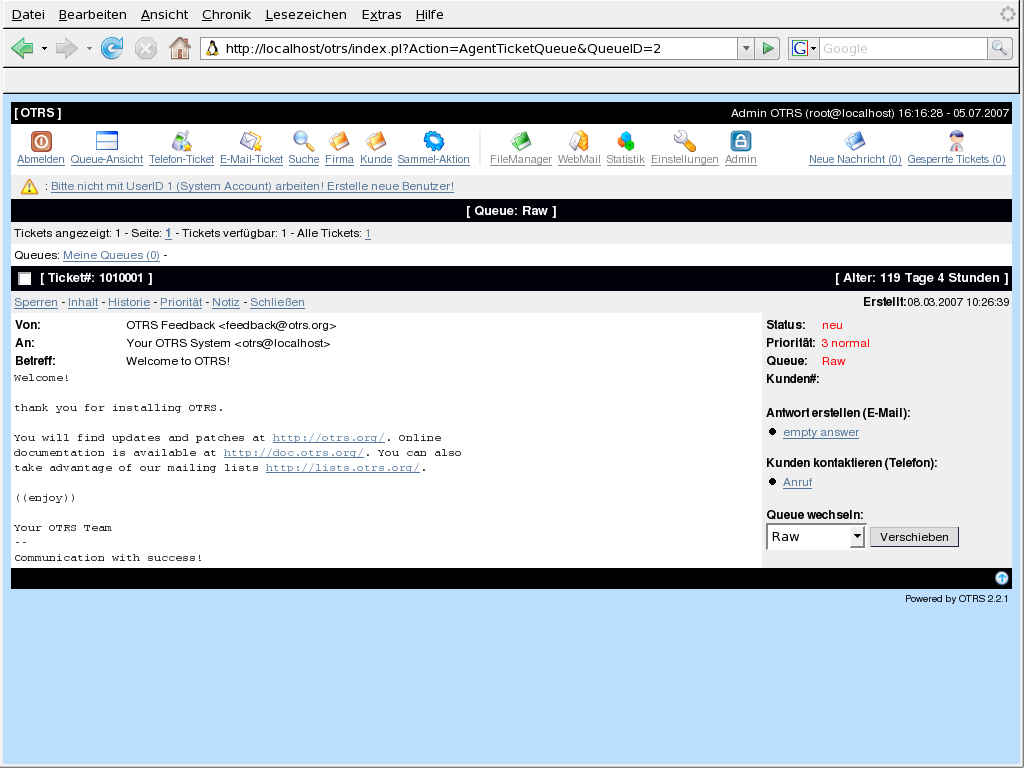 Datei Bearbeiten Ansicht Chronik Lesezeichen Extras Hilfe
http://localhost/otrs/index.pl?Action=AgentTicketQueue&QueueID=2 G Google
[ OTRS ] Admin OTRS (root@localhost) 16:16:28 - 05.07.2007
Abmelden Queue-Ansicht Telefon-Ticket E-Mail-Ticket Suche Firma Kunde Sammel-Aktion FileManager WebMail Statistik Einstellungen Admin Neue Nachricht (0) Gesperrte Tickets (0)
: Bitte nicht mit UserID 1 (System Account) arbeiten! Erstelle neue Benutzer!
[ Queue: Raw ]
Tickets angezeigt: 1 - Seite: 1 - Tickets verfügbar: 1 - Alle Tickets: 1
Queues: Meine Queues (0) -
[ Ticket#: 1010001 ] [ Alter: 119 Tage 4 Stunden ]
Sperren - Inhalt - Historie - Priorität - Notiz - Schließen Erstellt:08.03.2007 10:26:39
Von: OTRS Feedback <feedback@otrs.org>
An: Your OTRS System <otrs@localhost>
Betreff: Welcome to OTRS!
Welcome!
thank you for installing OTRS.
You will find updates and patches at http://otrs.org/. Online
documentation is available at http://doc.otrs.org/. You can also
take advantage of our mailing lists http://lists.otrs.org/.
((enjoy))
Your OTRS Team
--
Communication with success!
Status: neu
Priorität: 3 normal
Queue: Raw
Kunden#:
Antwort erstellen (E-Mail):
empty answer
Kunden kontaktieren (Telefon):
Anruf
Queue wechseln:
Raw Verschieben
Powered by OTRS 2.2.1